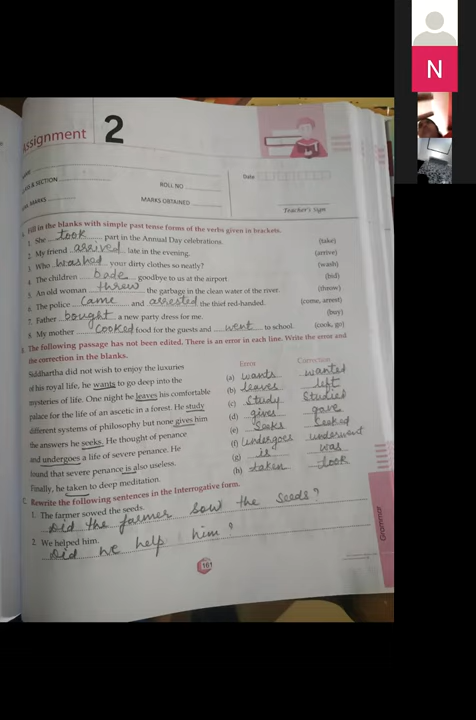 N
Assignment 2
& SECTION
ROLL NO
Date
MARKS
MARKS OBTAINED
Teacher's Sign
Fill in the blanks with simple past tense forms of the verbs given in brackets.
1. She took part in the Annual Day celebrations. (take)
2. My friend arrived late in the evening. (arrive)
3. Who washed your dirty clothes so neatly? (wash)
4. The children bade goodbye to us at the airport (bid)
5. An old woman threw the garbage in the clean water of the river. (throw)
6. The police came and arrested the thief red-handed. (come, arrest)
7. Father bought a new party dress for me. (buy)
8. My mother cooked food for the guests and went to school. (cook, go)
The following passage has not been edited. There is an error in each line. Write the error and
the correction in the blanks.
Error Correction
Siddhartha did not wish to enjoy the luxuries
of his royal life, he wants to go deep into the (a) wants wanted
mysteries of life. One night he leaves his comfortable (b) leaves left
palace for the life of an ascetic in a forest. He study (c) study studied
different systems of philosophy but none gives him (d) gives gave
the answers he seeks. He thought of penance (e) Seeks Seeked
and undergoes a life of severe penance. He (f) undergoes underwent
found that severe penance is also useless. (g) is was
Finally, he taken to deep meditation. (h) taken took
C. Rewrite the following sentences in the Interrogative form.
1. The farmer sowed the seeds.
Did the farmer sow the seeds?
2. We helped him.
Did we help him?
161
Grammar